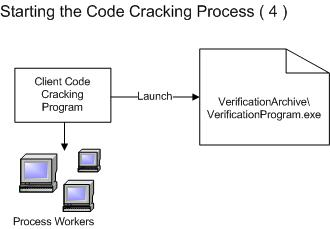 Starting the Code Cracking Process ( 4 )
Client Code
Cracking
Program
Launch
VerificationArchive\
VerificationProgram.exe
Process Workers